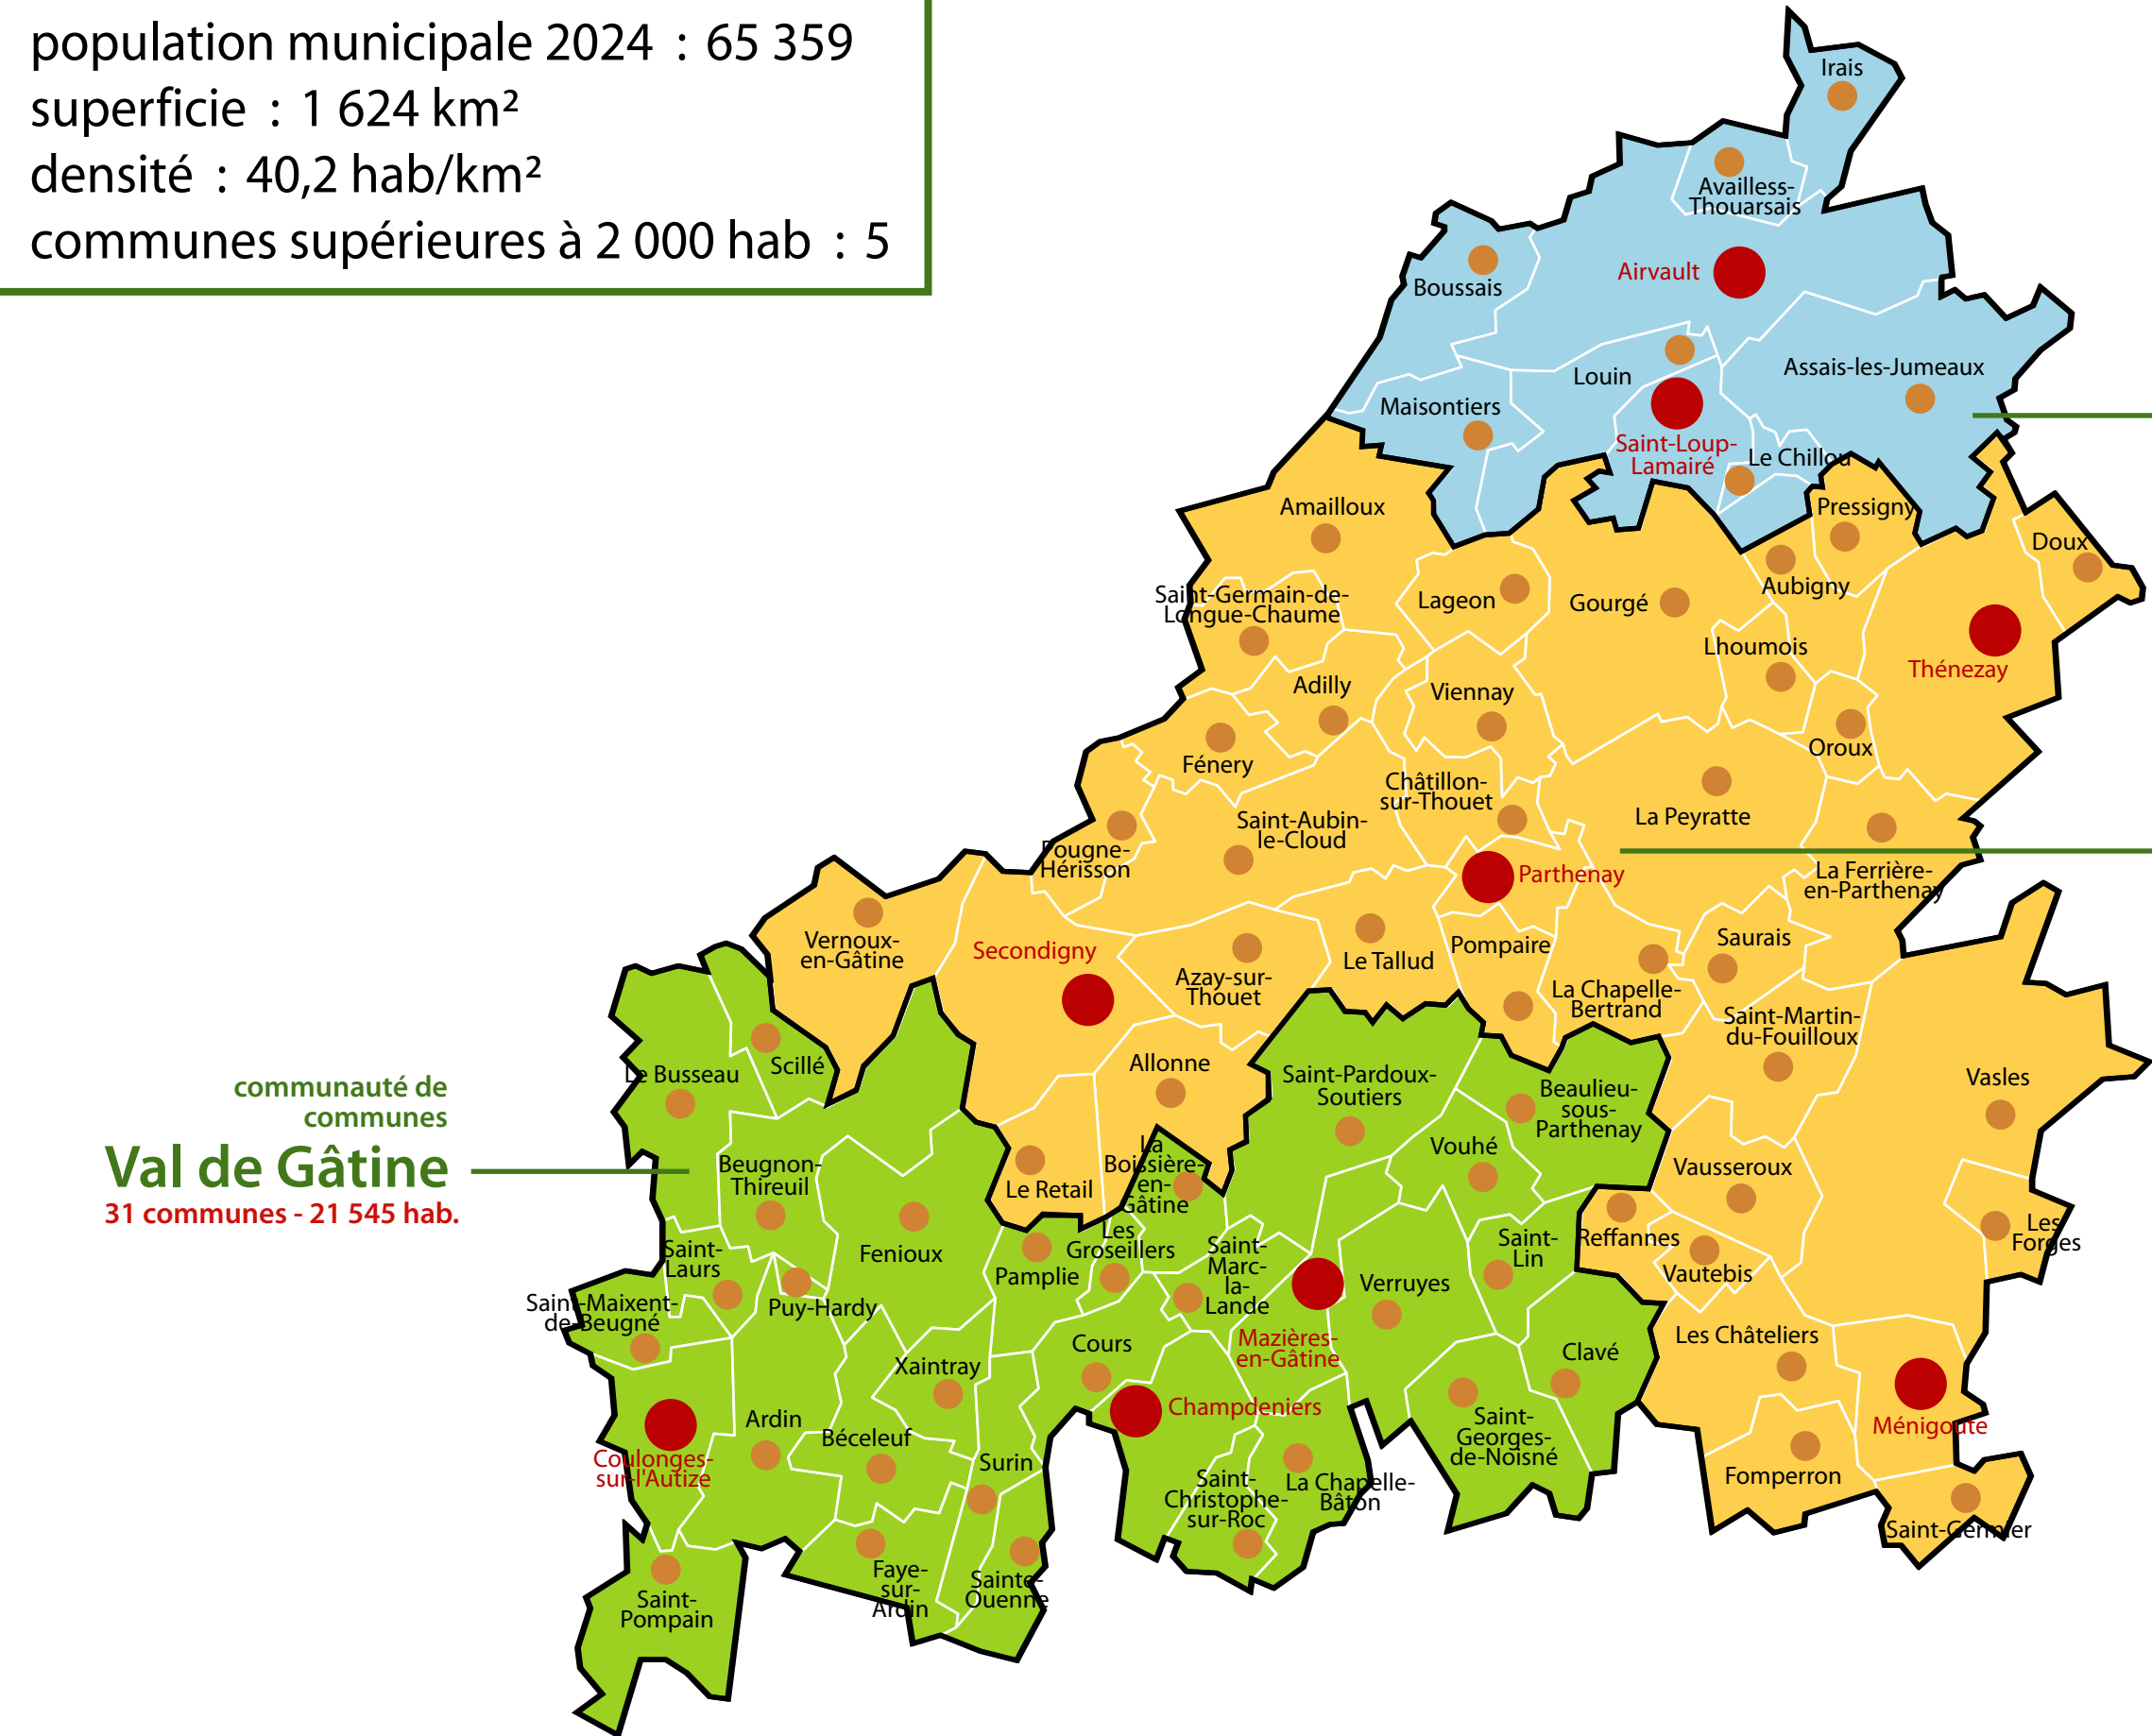 population municipale 2024 : 65 359
superficie : 1 624 km²
densité : 40,2 hab/km²
communes supérieures à 2 000 hab : 5
Irais
Availless-
Thouarsais
Airvault
Boussais
Assais-les-Jumeaux
Louin
Maisontiers
Saint-Loup-
Lamairé
Le Chillou
Amailloux
Pressigny
Doux
Aubigny
Saint-Germain-de-
Longue-Chaume
Lageon
Gourgé
Lhoumois
Thénezay
Adilly
Viennay
Oroux
Fénery
Châtillon-
sur-Thouet
La Peyratte
Saint-Aubin-
le-Cloud
Pougne-
Hérisson
Parthenay
La Ferrière-
en-Parthenay
Vernoux-
en-Gâtine
Secondigny
Azay-sur-
Thouet
Le Tallud
Pompaire
Saurais
La Chapelle-
Bertrand
Saint-Martin-
du-Fouilloux
Vasles
Scillé
Le Busseau
Allonne
Saint-Pardoux-
Soutiers
Beaulieu-
sous-
Parthenay
Vouhé
communauté de
communes
Val de Gâtine
31 communes - 21 545 hab.
Beugnon-
Thireuil
Le Retail
La
Boissière-
en-
Gâtine
Vausseroux
Reffannes
Les
Forges
Vautebis
Saint-
Laurs
Fenioux
Pamplie
Les
Groseillers
Saint-
Marc-
la-
Lande
Verruyes
Saint-
Lin
Saint-Maixent-
de-Beugné
Puy-Hardy
Mazières-
en-Gâtine
Les Châteliers
Clavé
Cours
Xaintray
Champdeniers
Ménigoute
Ardin
Béceleuf
Coulonges-
sur-l'Autize
Surin
Saint-
Georges-
de-Noisné
Fomperron
Saint-
Christophe-
sur-Roc
La Chapelle-
Bâton
Saint-Germier
Faye-
sur-
Ardin
Sainte-
Ouenne
Saint-
Pompain